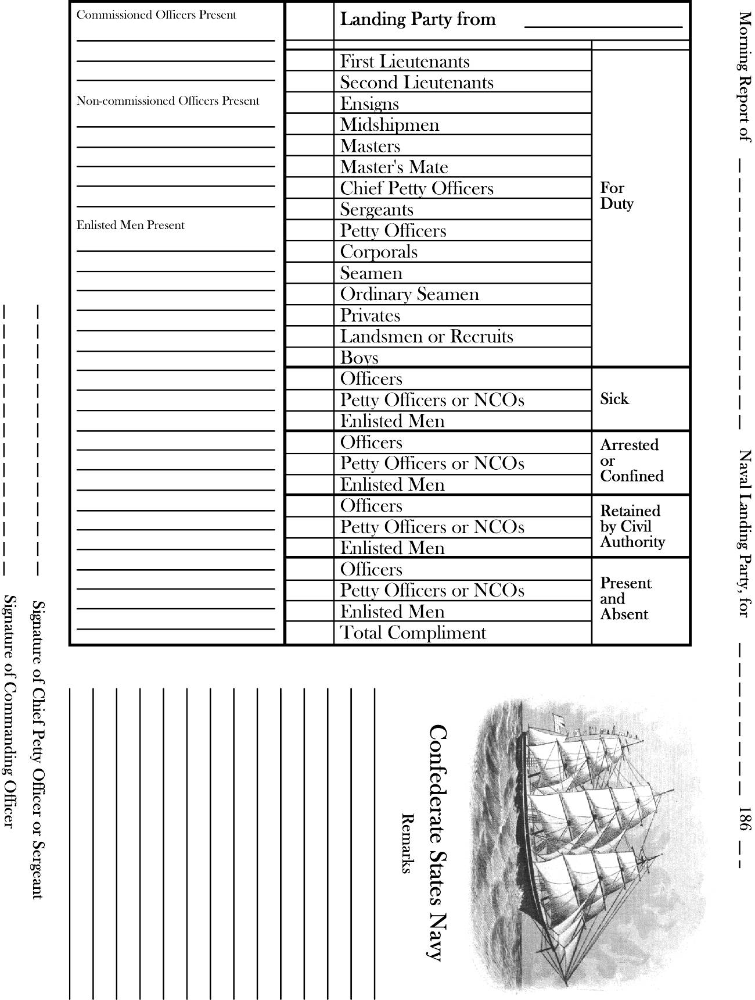 Morning Report of Naval Landing Party, for 186
Commissioned Officers Present
Non-commissioned Officers Present
Enlisted Men Present
Landing Party from
First Lieutenants
Second Lieutenants
Ensigns
Midshipmen
Masters
Master's Mate
Chief Petty Officers
Sergeants
Petty Officers
Corporals
Seamen
Ordinary Seamen
Privates
Landsmen or Recruits
Boys
For
Duty
Officers
Petty Officers or NCOs
Enlisted Men
Sick
Officers
Petty Officers or NCOs
Enlisted Men
Arrested
or
Confined
Officers
Petty Officers or NCOs
Enlisted Men
Retained
by Civil
Authority
Officers
Petty Officers or NCOs
Enlisted Men
Total Compliment
Present
and
Absent
Confederate States Navy
Remarks
Signature of Chief Petty Officer or Sergeant
Signature of Commanding Officer